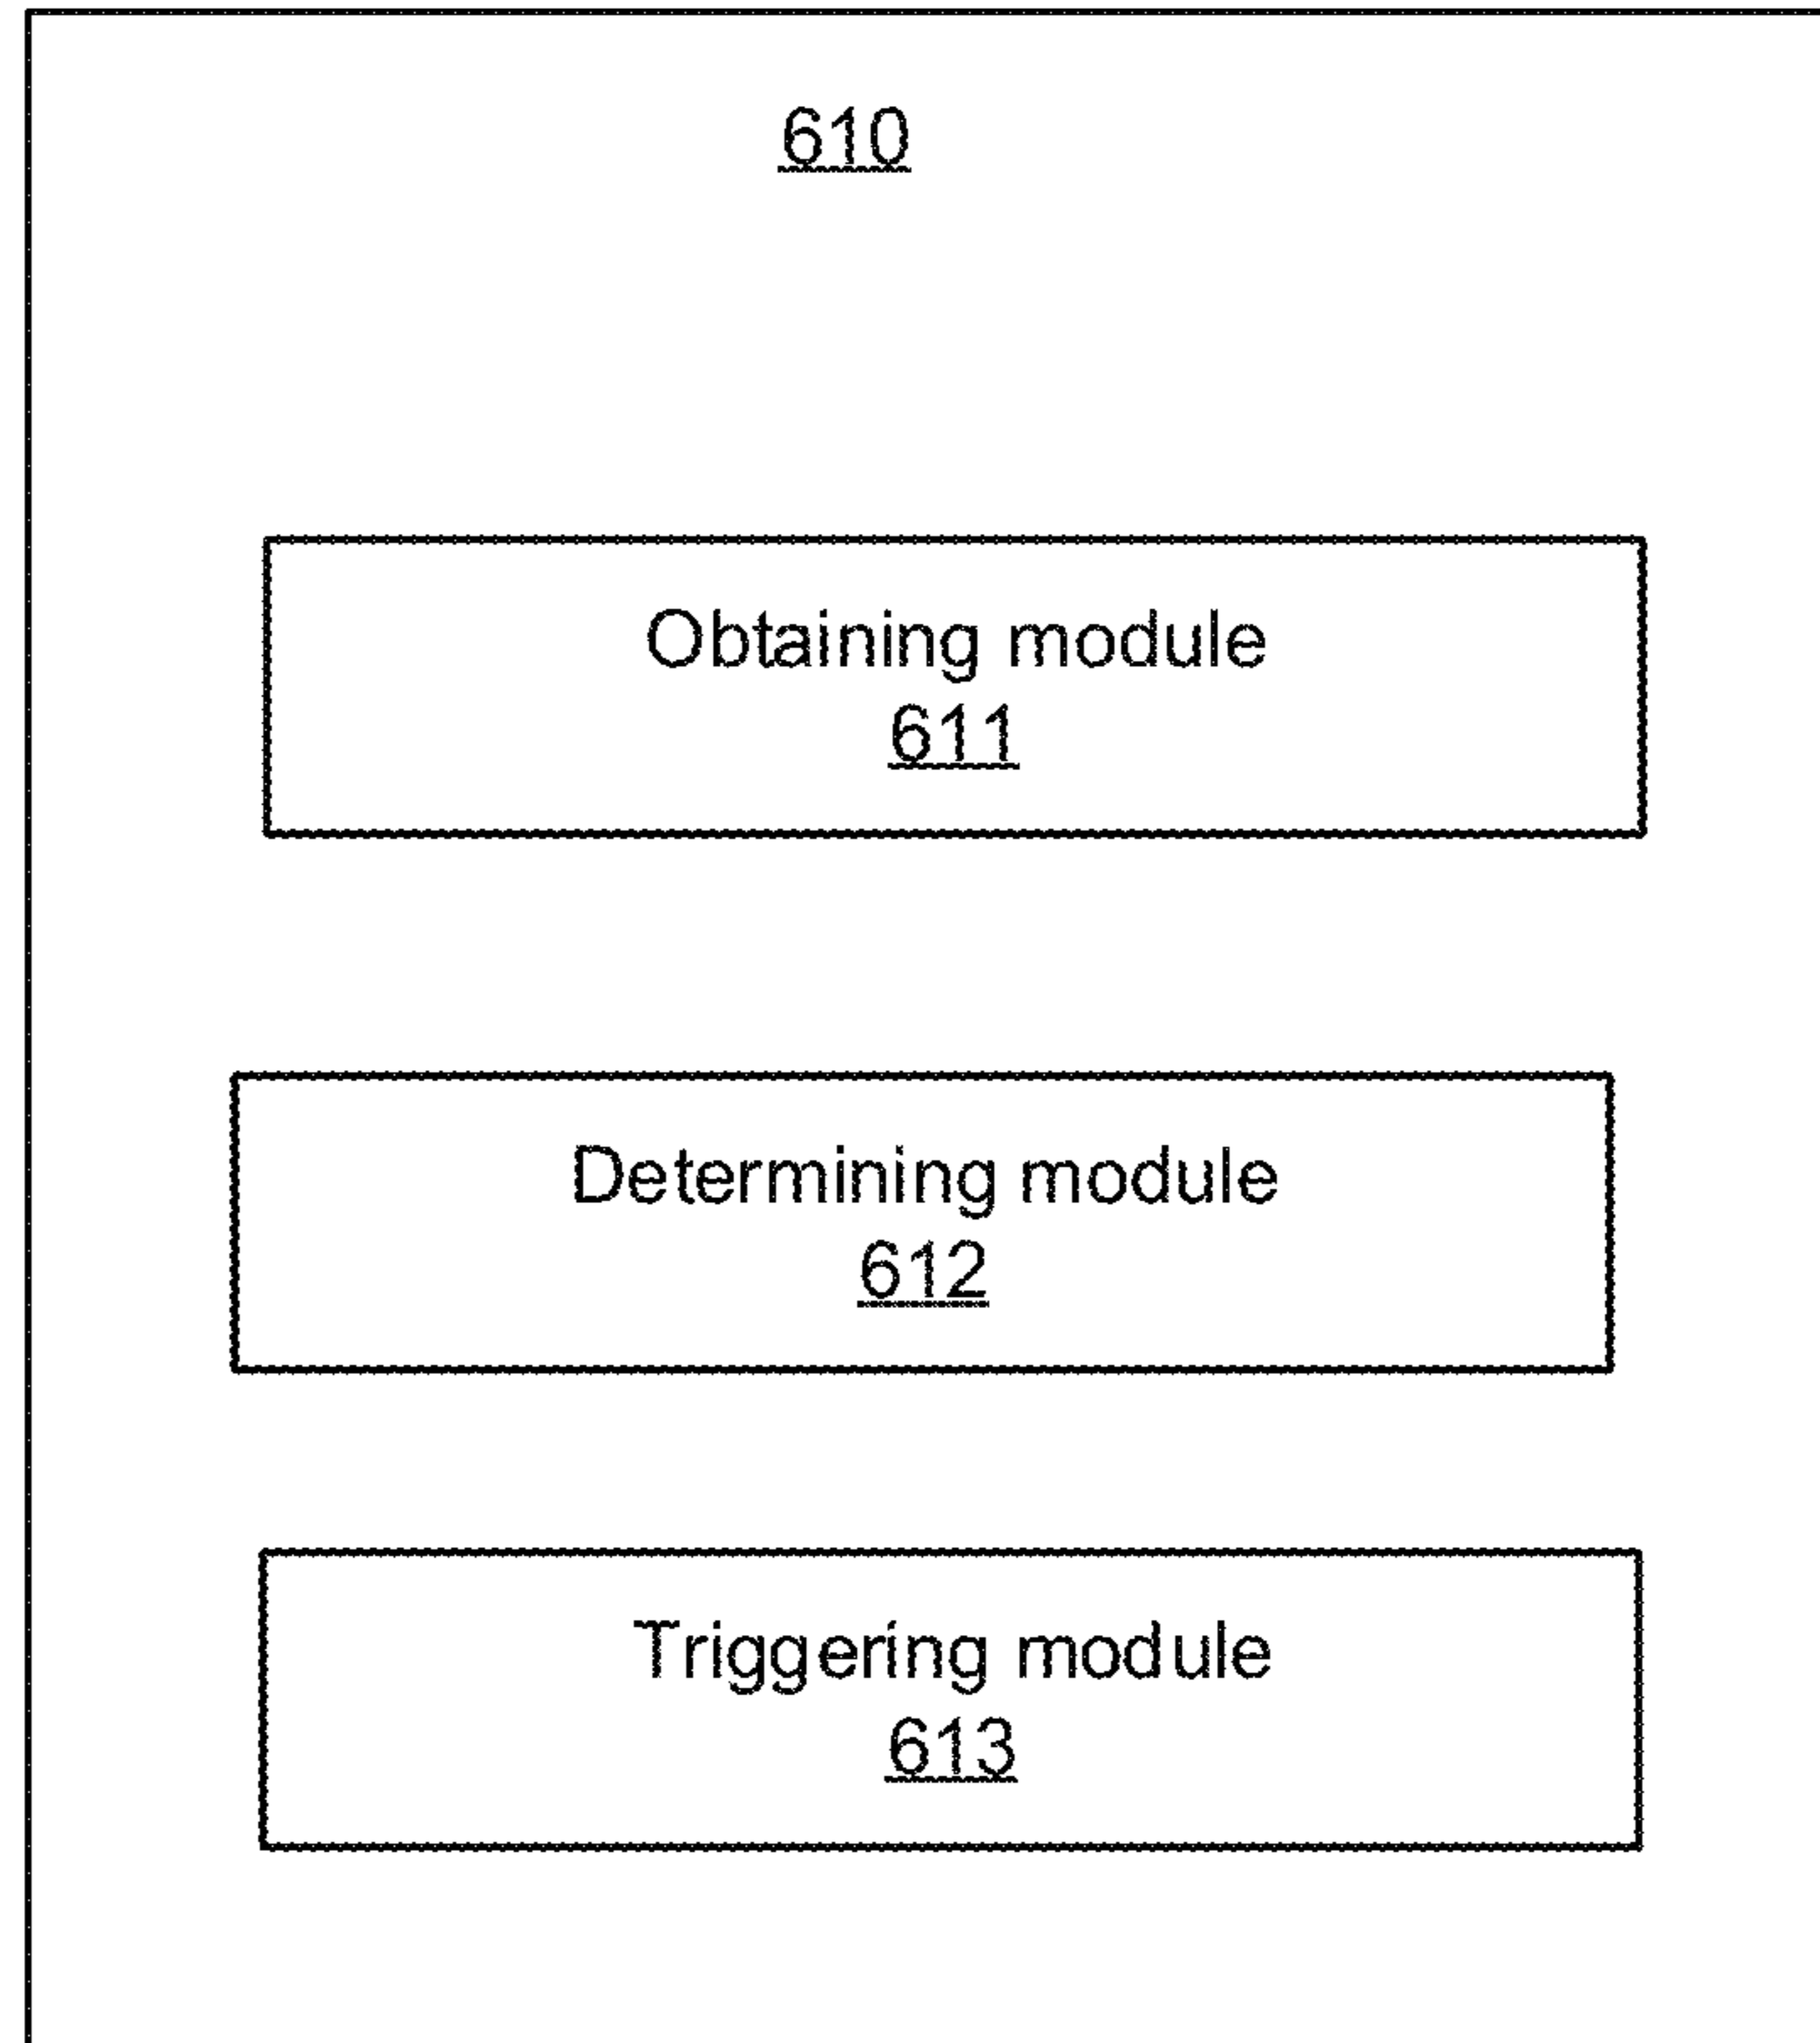 610
Obtaining module
611
Determining module
612
Triggering module
613